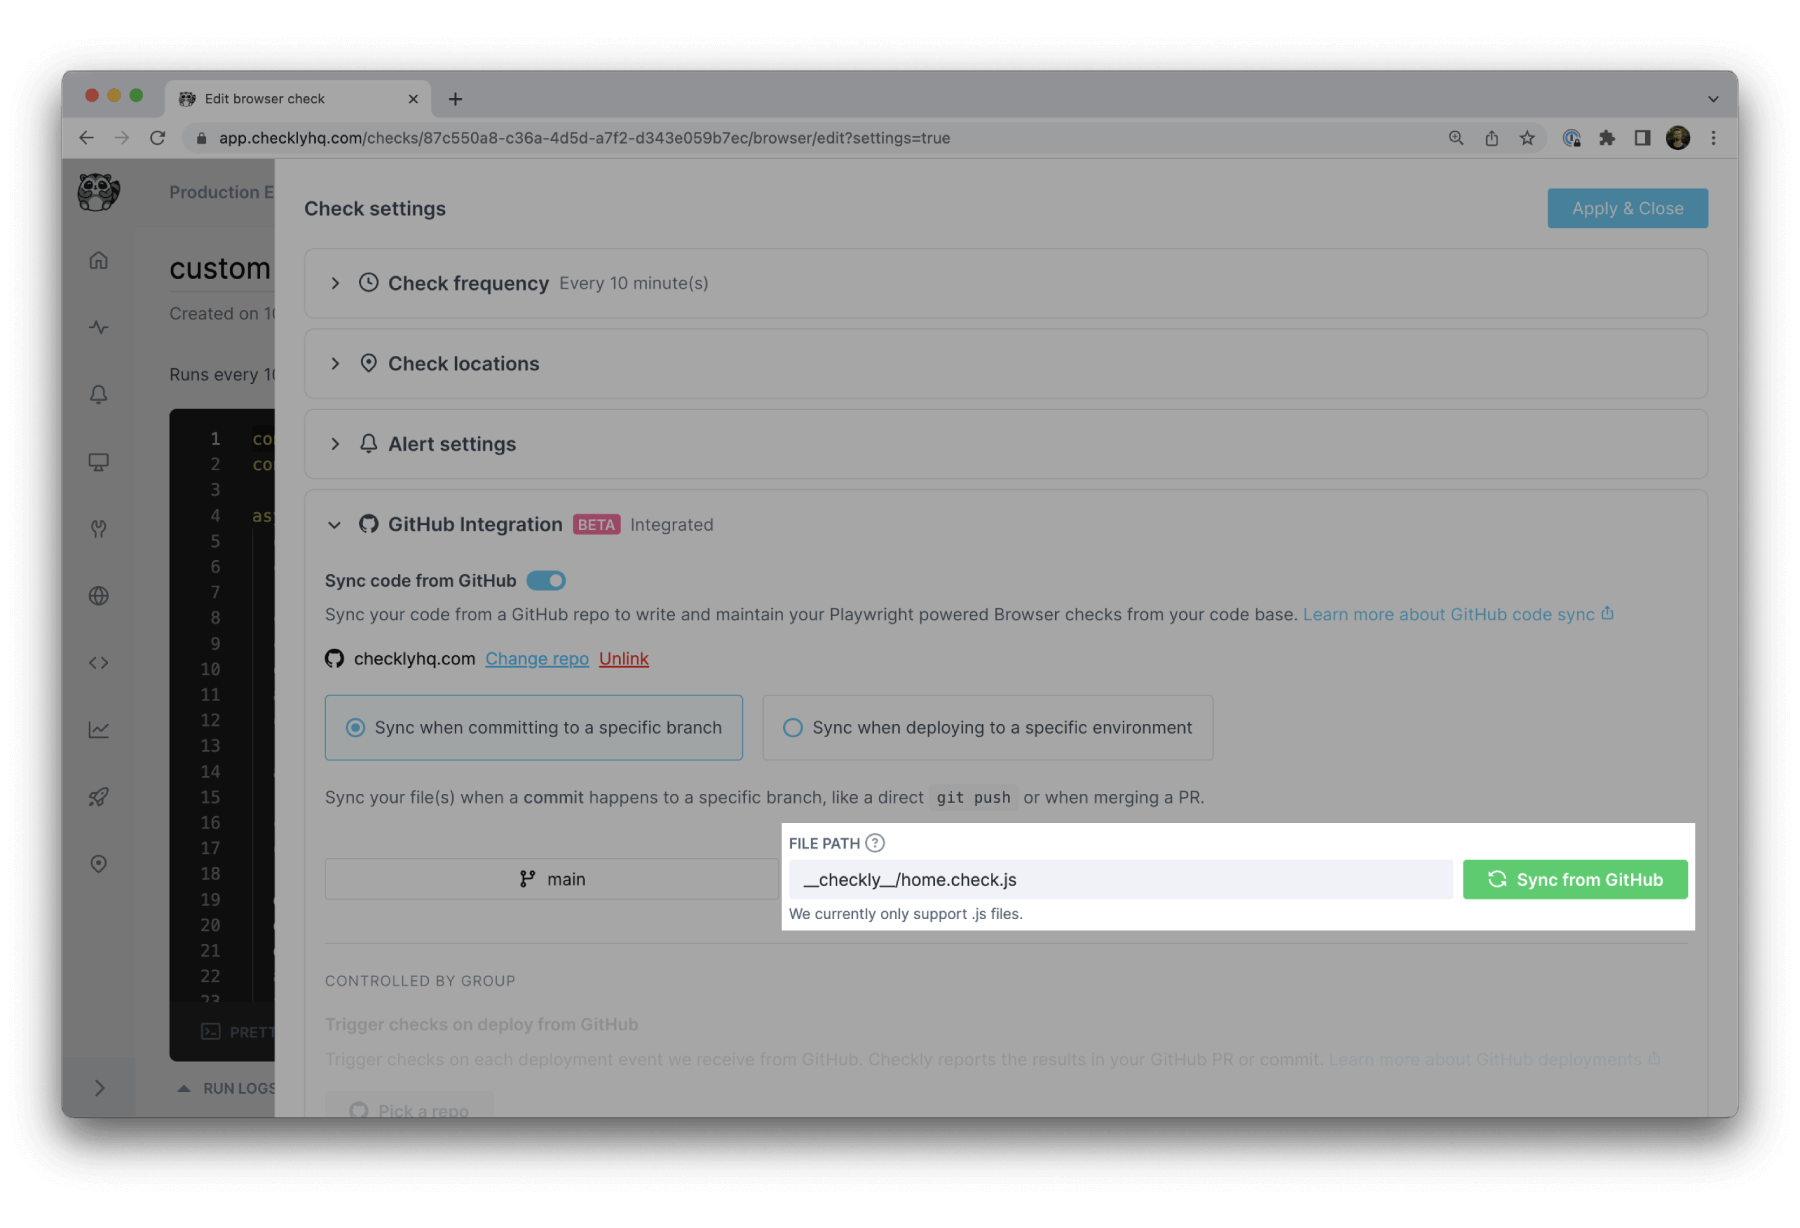 Edit browser check
app.checklyhq.com/checks/87c550a8-c36a-4d5d-a7f2-d343e059b7ec/browser/edit?settings=true
Production E
Check settings
Apply & Close
custom
Created on 10
Runs every 10
Check frequency Every 10 minute(s)
Check locations
Alert settings
GitHub Integration BETA Integrated
Sync code from GitHub
Sync your code from a GitHub repo to write and maintain your Playwright powered Browser checks from your code base. Learn more about GitHub code sync
checklyhq.com Change repo Unlink
Sync when committing to a specific branch
Sync when deploying to a specific environment
Sync your file(s) when a commit happens to a specific branch, like a direct git push or when merging a PR.
FILE PATH ?
main
__checkly__/home.check.js
Sync from GitHub
We currently only support .js files.
CONTROLLED BY GROUP
Trigger checks on deploy from GitHub
Trigger checks on each deployment event we receive from GitHub. Checkly reports the results in your GitHub PR or commit. Learn more about GitHub deployments
Pick a repo
1 co
2 co
3
4 as
5
6
7
8
9
10
11
12
13
14
15
16
17
18
19
20
21
22
23
PRETT
RUN LOGS